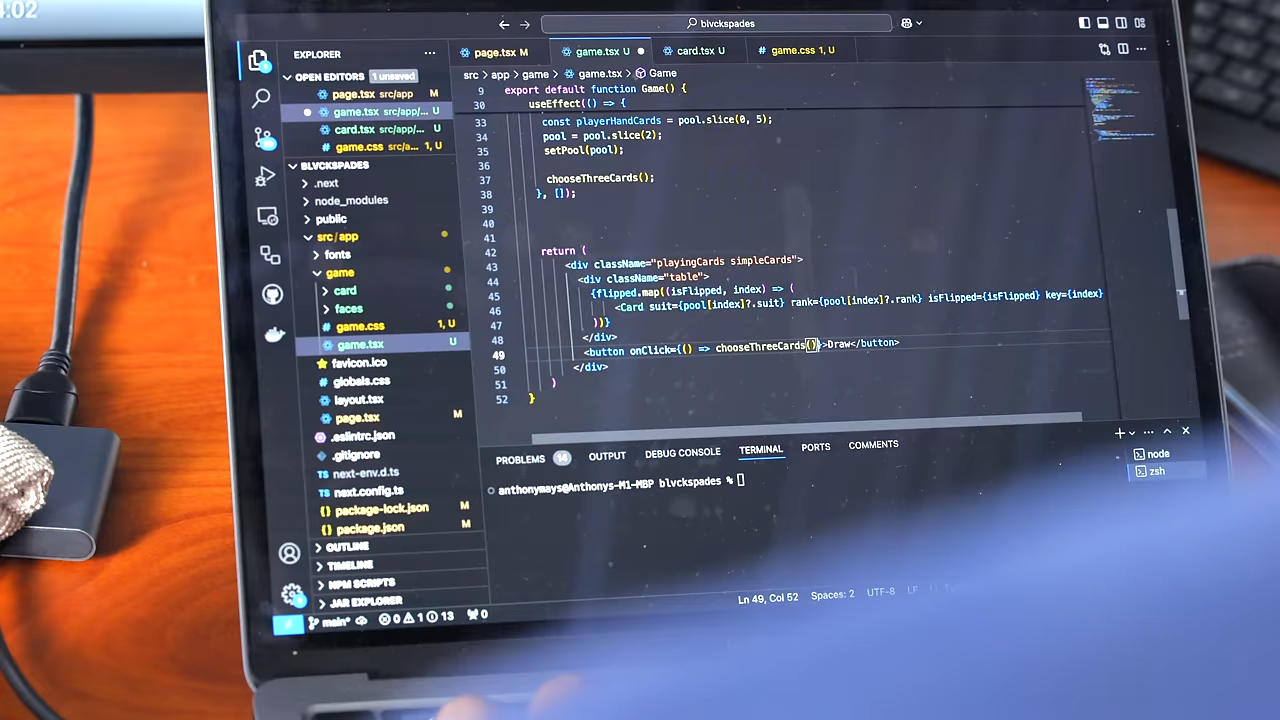 4:02
blvckspades
EXPLORER
OPEN EDITORS 1 unsaved
page.tsx src/app M
game.tsx src/app/... U
card.tsx src/app/... U
game.css src/a... 1, U
BLVCKSPADES
.next
node_modules
public
src/app
fonts
game
card
faces
game.css 1, U
game.tsx U
favicon.ico
globals.css
layout.tsx
page.tsx M
.eslintrc.json
.gitignore
TS next-env.d.ts
TS next.config.ts
{} package-lock.json M
{} package.json M
OUTLINE
TIMELINE
NPM SCRIPTS
JAR EXPLORER
page.tsx M game.tsx U card.tsx U # game.css 1, U
src > app > game > game.tsx > Game
9 export default function Game() {
30 useEffect(() => {
33 const playerHandCards = pool.slice(0, 5);
34 pool = pool.slice(2);
35 setPool(pool);
36
37 chooseThreeCards();
38 }, []);
39
40
41
42 return (
43 <div className="playingCards simpleCards">
44 <div className="table">
45 {flipped.map((isFlipped, index) => (
46 <Card suit={pool[index]?.suit} rank={pool[index]?.rank} isFlipped={isFlipped} key={index}
47 ))}
48 </div>
49 <button onClick={() => chooseThreeCards()}>Draw</button>
50 </div>
51 )
52 }
PROBLEMS 14 OUTPUT DEBUG CONSOLE TERMINAL PORTS COMMENTS
anthonymays@Anthonys-M1-MBP blvckspades %
node
zsh
main* 0 1 13 0
Ln 49, Col 52 Spaces: 2 UTF-8 LF